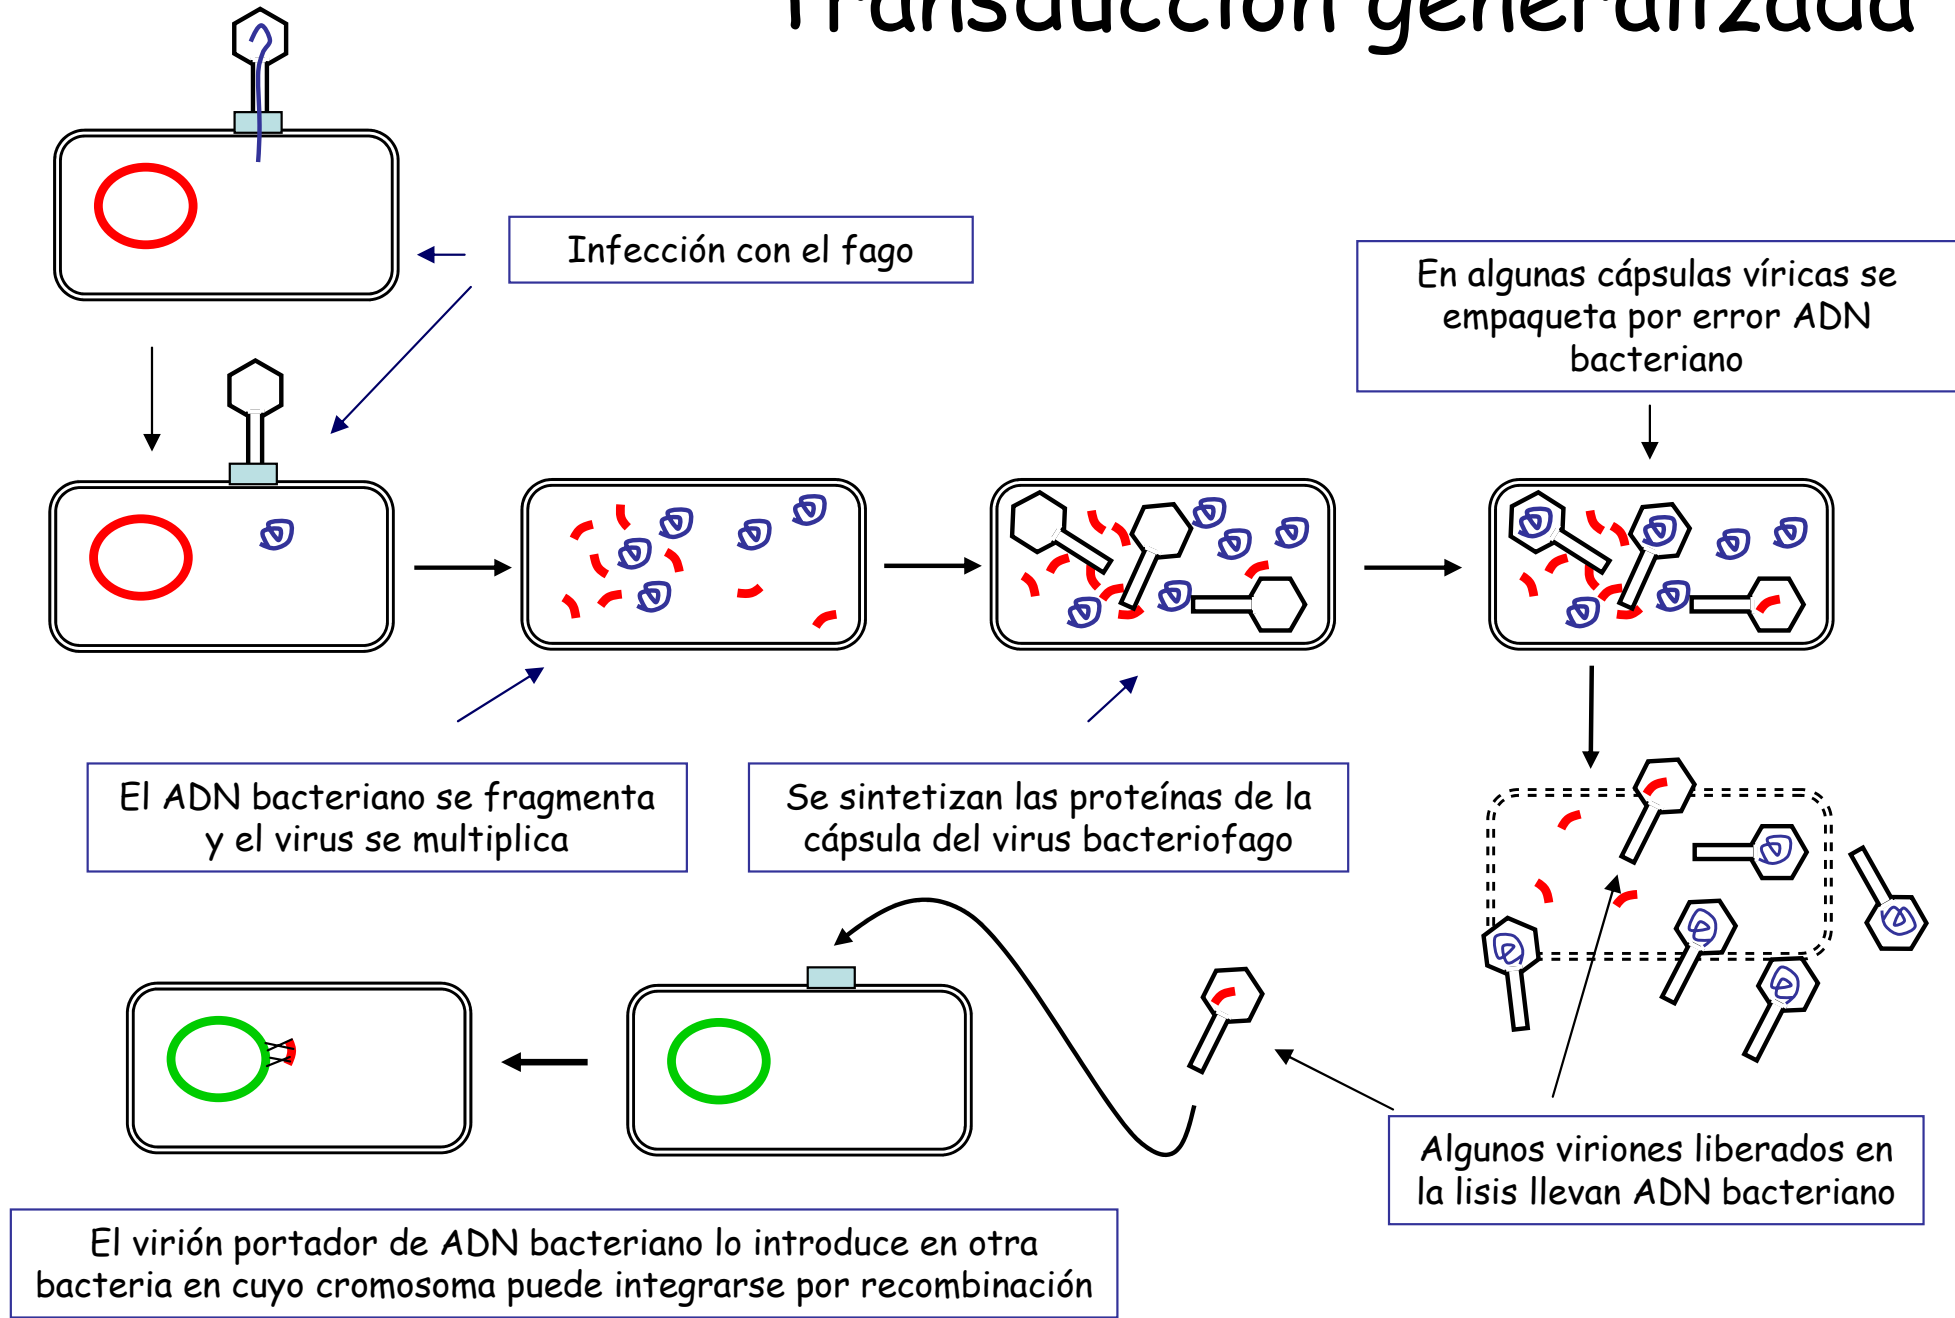 Transducción generalizada
Infección con el fago
En algunas cápsulas víricas se
empaqueta por error ADN
bacteriano
El ADN bacteriano se fragmenta
y el virus se multiplica
Se sintetizan las proteínas de la
cápsula del virus bacteriofago
Algunos viriones liberados en
la lisis llevan ADN bacteriano
El virión portador de ADN bacteriano lo introduce en otra
bacteria en cuyo cromosoma puede integrarse por recombinación